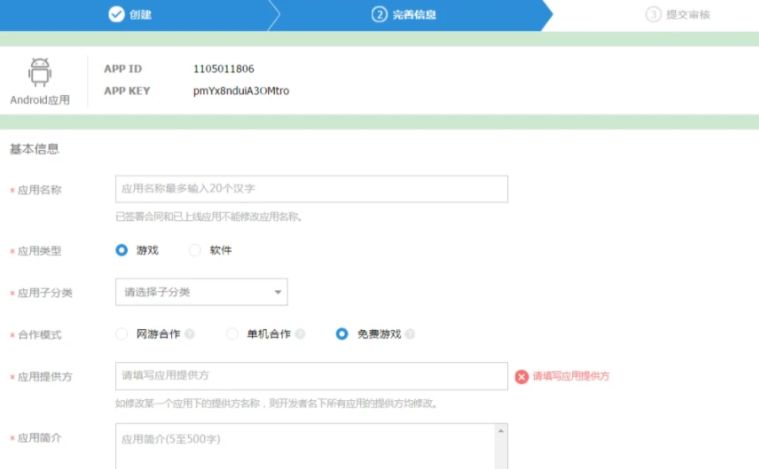 创建
2 完善信息
3 提交审核
Android应用
APP ID 1105011806
APP KEY pmYx8nduiA3OMtro
基本信息
* 应用名称 应用名称最多输入20个汉字
已签署合同和已上线应用不能修改应用名称。
* 应用类型 游戏 软件
* 应用子分类 请选择子分类
* 合作模式 网游合作 ? 单机合作 ? 免费游戏 ?
* 应用提供方 请填写应用提供方 请填写应用提供方
如修改某一个应用下的提供方名称，则开发者名下所有应用的提供方均修改。
* 应用简介 应用简介(5至500字)